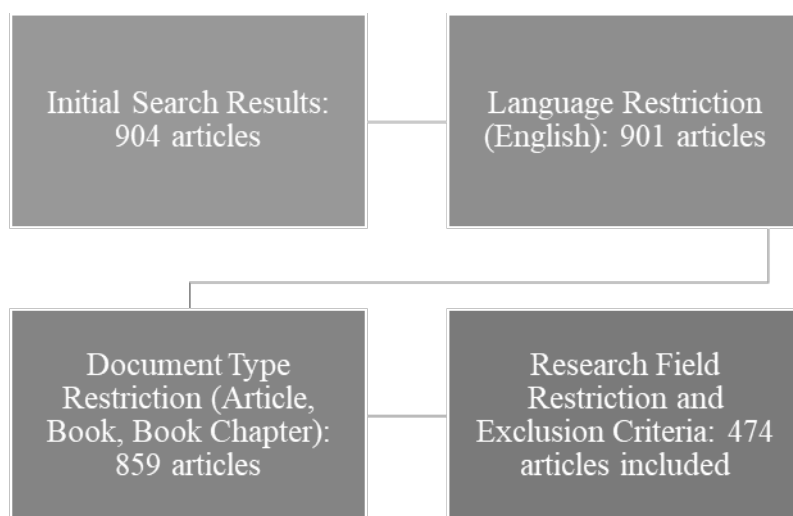 Initial Search Results:
904 articles
Language Restriction
(English): 901 articles
Document Type
Restriction (Article,
Book, Book Chapter):
859 articles
Research Field
Restriction and
Exclusion Criteria: 474
articles included